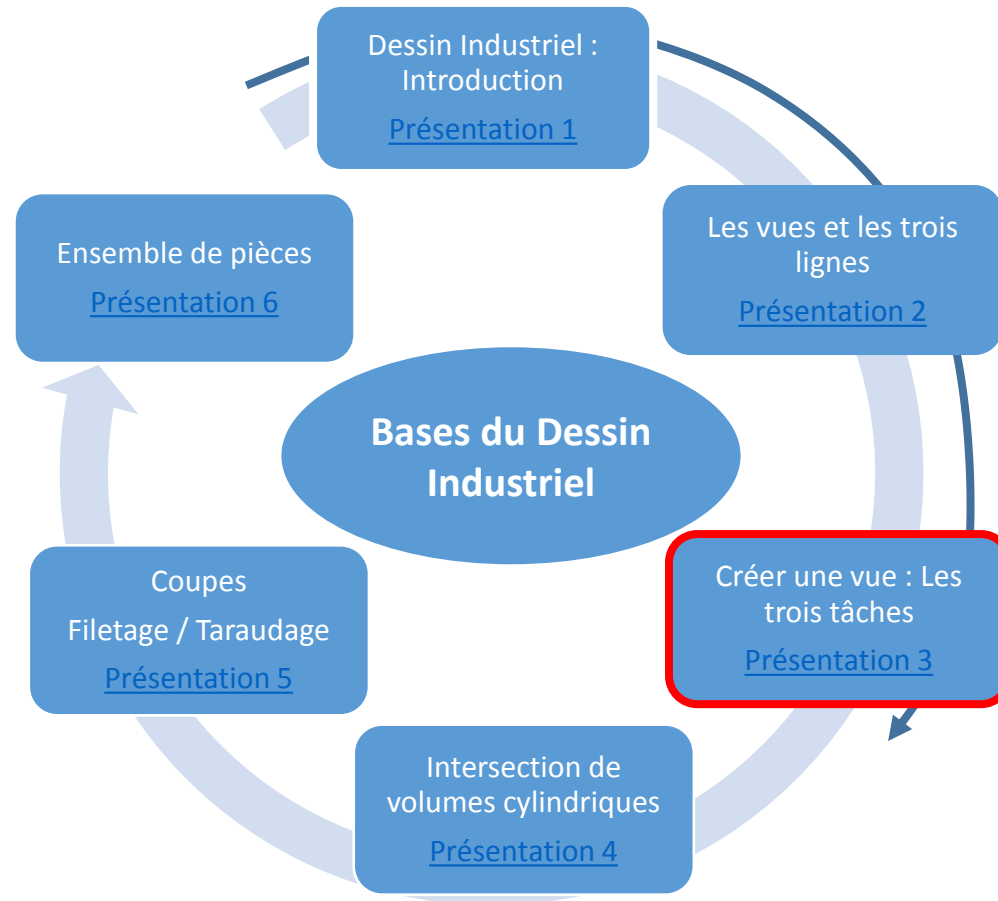 Dessin Industriel :
Introduction
Présentation 1
Les vues et les trois
lignes
Présentation 2
Créer une vue : Les
trois tâches
Présentation 3
Intersection de
volumes cylindriques
Présentation 4
Coupes
Filetage / Taraudage
Présentation 5
Ensemble de pièces
Présentation 6
Bases du Dessin
Industriel